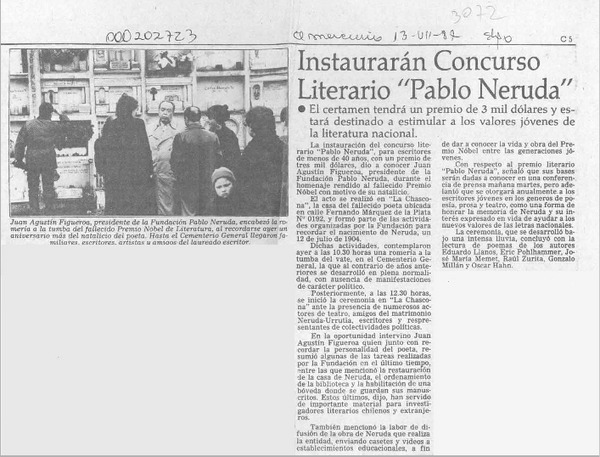 3072
000202723
El mercurio 13-VII-87 Stgo
C 5
Instaurarán Concurso
Literario "Pablo Neruda"
● El certamen tendrá un premio de 3 mil dólares y es-
tará destinado a estimular a los valores jóvenes de
la literatura nacional.
Juan Agustín Figueroa, presidente de la Fundación Pablo Neruda, encabezó la ro-
mería a la tumba del fallecido Premio Nobel de Literatura, al recordarse ayer un
aniversario más del natalicio del poeta. Hasta el Cementerio General llegaron fa-
miliares, escritores, artistas y amigos del laureado escritor.
La instauración del concurso lite-
rario "Pablo Neruda", para escritores
de menos de 40 años, con un premio de
tres mil dólares, dio a conocer Juan
Agustín Figueroa, presidente de la
Fundación Pablo Neruda, durante el
homenaje rendido al fallecido Premio
Nóbel con motivo de su natalicio.
El acto se realizó en "La Chasco-
na", la casa del fallecido poeta ubicada
en calle Fernando Márquez de la Plata
Nº 0192, y formó parte de las actividades
organizadas por la Fundación para
recordar el nacimiento de Neruda, un
12 de julio de 1904.
Dichas actividades, contemplaron
ayer a las 10.30 horas una romería a la
tumba del vate, en el Cementerio Gene-
ral, la que al contrario de años ante-
riores se desarrolló en plena normali-
dad, con ausencia de manifestaciones
de carácter político.
Posteriormente, a las 12.30 horas,
se inició la ceremonia en "La Chasco-
na" ante la presencia de numerosos ac-
tores de teatro, amigos del matrimonio
Neruda-Urrutia, escritores y respre-
sentantes de colectividades políticas.
En la oportunidad intervino Juan
Agustín Figueroa quien junto con re-
cordar la personalidad del poeta, re-
sumió algunas de las tareas realizadas
por la Fundación en el último tiempo,
entre las que mencionó la restauración
de la casa de Neruda, el ordenamiento
de la biblioteca y la habilitación de una
bóveda donde se guardan sus manus-
critos. Estos últimos, dijo, han servido
de importante material para investi-
gadores literarios chilenos y extranje-
ros.
También mencionó la labor de di-
fusión de la obra de Neruda que realiza
la entidad, enviando casetes y videos a
establecimientos educacionales, a fin
de dar a conocer la vida y obra del Pre-
mio Nóbel entre las generaciones jó-
venes.
Con respecto al premio literario
"Pablo Neruda", señaló que sus bases
serán dadas a conocer en una conferen-
cia de prensa mañana martes, pero ade-
lantó que se otorgará anualmente a los
escritores jóvenes en los géneros de po-
esía, prosa y teatro, como una forma de
honrar la memoria de Neruda y su in-
terés expresado en vida de ayudar a los
nuevos valores de las letras nacionales.
La ceremonia, que se desarrolló ba-
jo una intensa lluvia, concluyó con la
lectura de poemas de los autores
Eduardo Llanos, Eric Pohlhammer, Jo-
sé María Memet, Raúl Zurita, Gonzalo
Millán y Oscar Hahn.